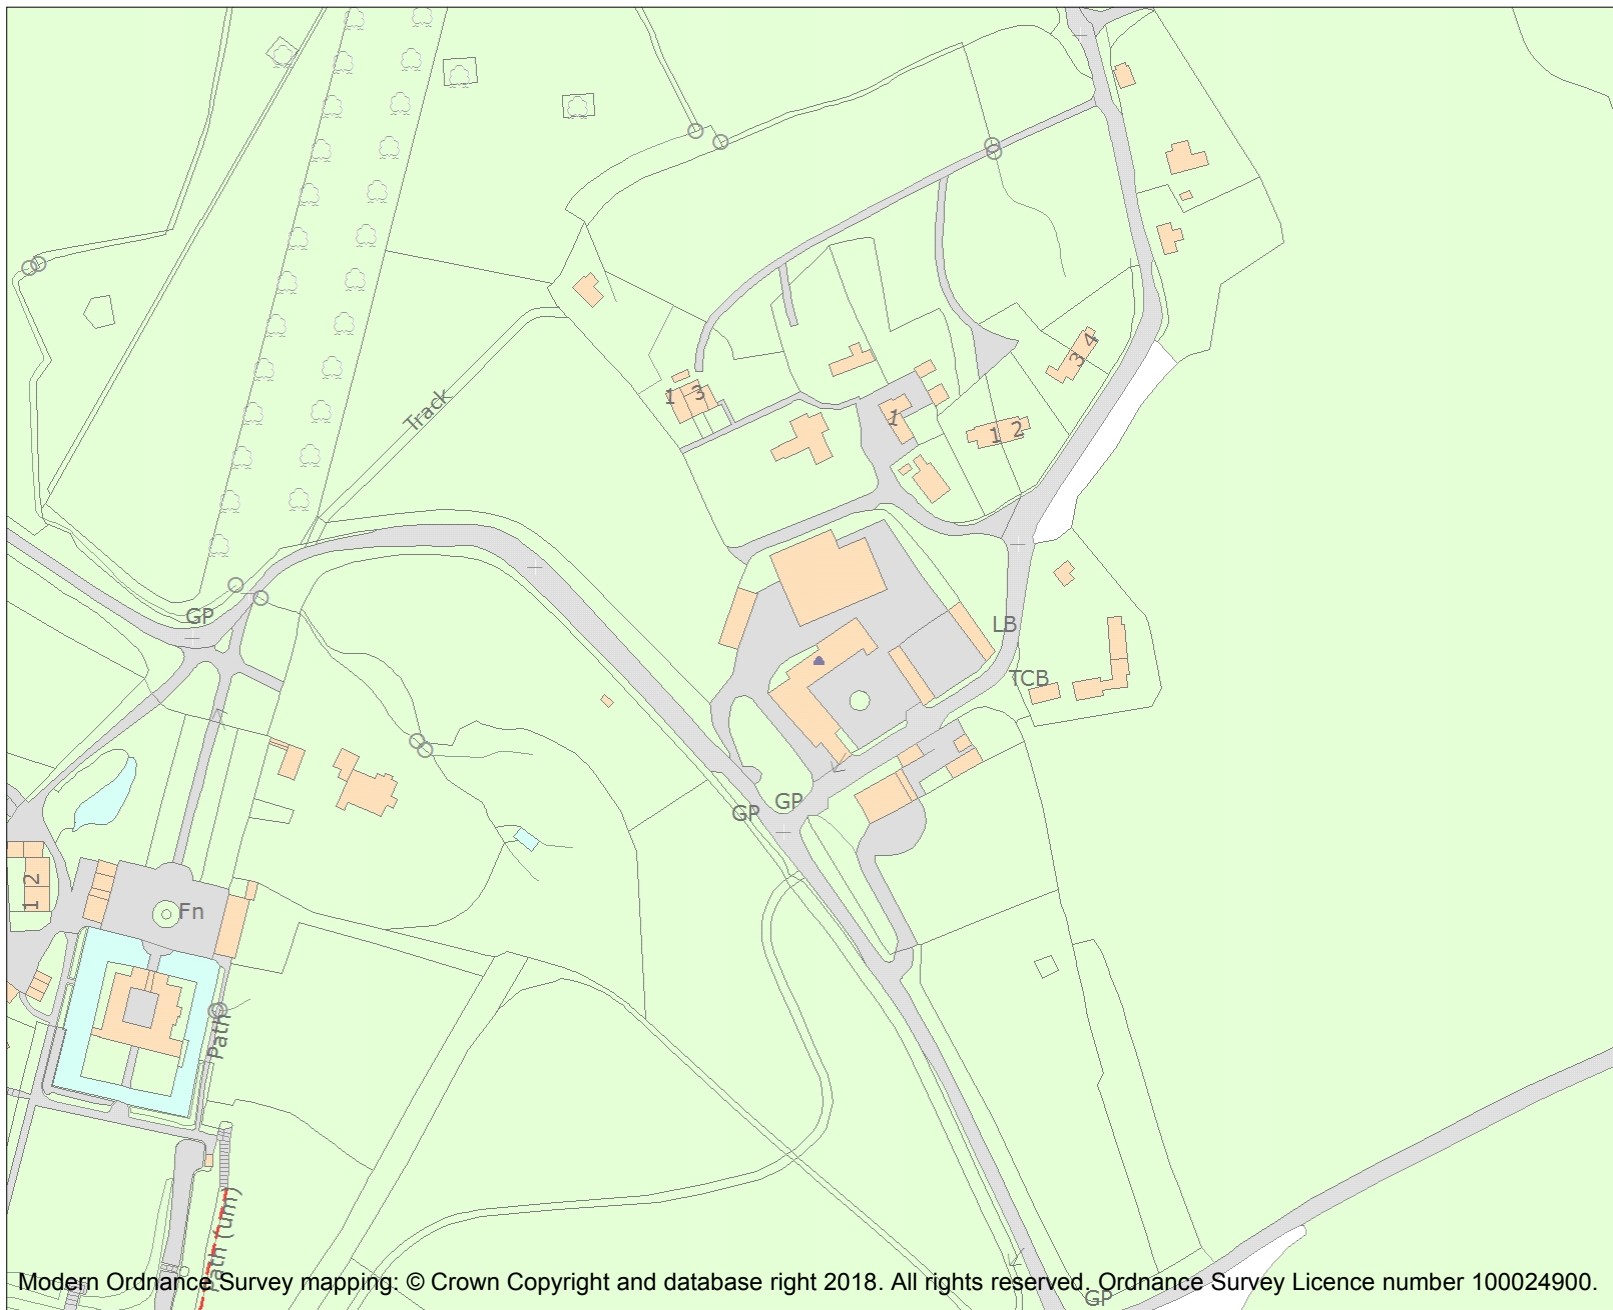 Track
1 3
3 4
1
1 2
GP
LB
TCB
GP
GP
1 2
Fn
Path
Path (um)
GP
Modern Ordnance Survey mapping: © Crown Copyright and database right 2018. All rights reserved. Ordnance Survey Licence number 100024900.